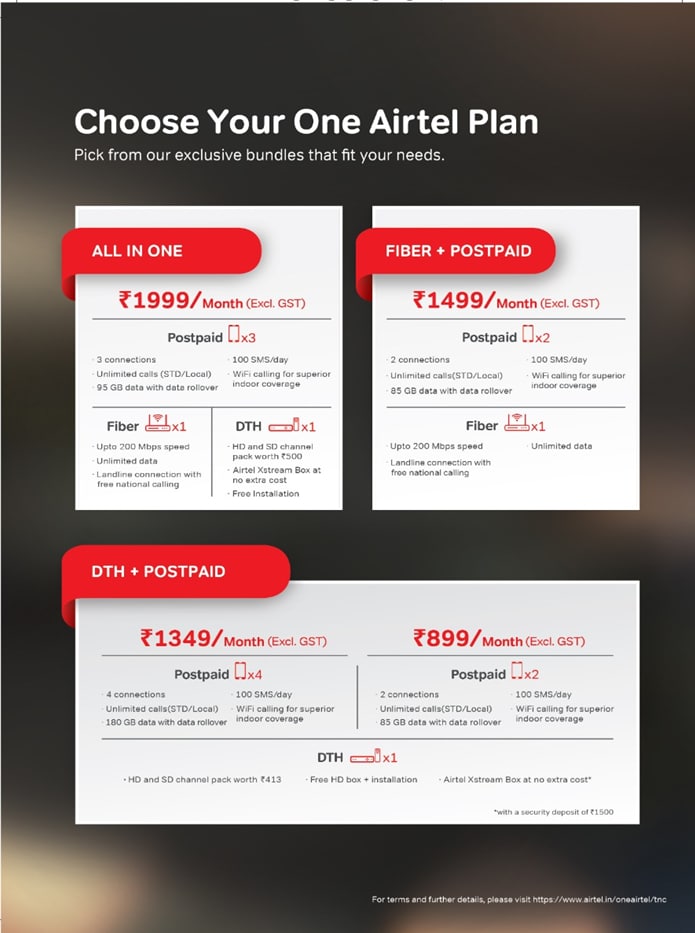 Choose Your One Airtel Plan
Pick from our exclusive bundles that fit your needs.
ALL IN ONE
₹1999/Month (Excl. GST)
Postpaid x3
· 3 connections
· Unlimited calls (STD/Local)
· 95 GB data with data rollover
· 100 SMS/day
· WiFi calling for superior
indoor coverage
Fiber x1
· Upto 200 Mbps speed
· Unlimited data
· Landline connection with
free national calling
DTH x1
· HD and SD channel
pack worth ₹500
· Airtel Xstream Box at
no extra cost
· Free Installation
FIBER + POSTPAID
₹1499/Month (Excl. GST)
Postpaid x2
· 2 connections
· Unlimited calls(STD/Local)
· 85 GB data with data rollover
· 100 SMS/day
· WiFi calling for superior
indoor coverage
Fiber x1
· Upto 200 Mbps speed
· Landline connection with
free national calling
· Unlimited data
DTH + POSTPAID
₹1349/Month (Excl. GST)
Postpaid x4
· 4 connections
· Unlimited calls(STD/Local)
· 180 GB data with data rollover
· 100 SMS/day
· WiFi calling for superior
indoor coverage
₹899/Month (Excl. GST)
Postpaid x2
· 2 connections
· Unlimited calls(STD/Local)
· 85 GB data with data rollover
· 100 SMS/day
· WiFi calling for superior
indoor coverage
DTH x1
· HD and SD channel pack worth ₹413
· Free HD box + installation
· Airtel Xstream Box at no extra cost*
*with a security deposit of ₹1500
For terms and further details, please visit https://www.airtel.in/oneairtel/tnc